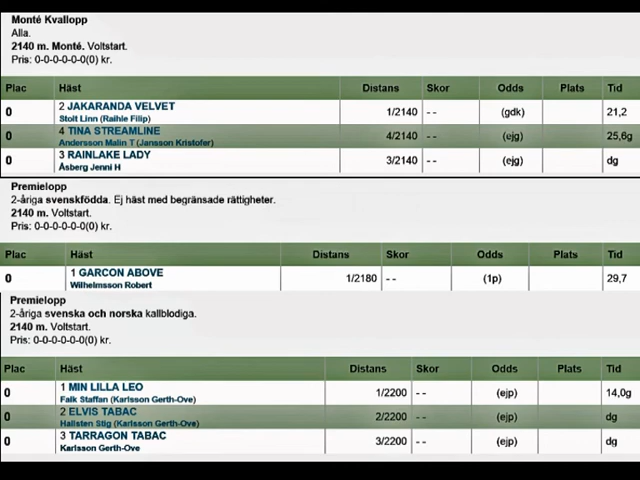 Monté Kvallopp
Alla.
2140 m. Monté. Voltstart.
Pris: 0-0-0-0-0(0) kr.
Plac Häst Distans Skor Odds Plats Tid
0 2 JAKARANDA VELVET 1/2140 - - (gdk) 21,2
Stolt Linn (Raihle Filip)
0 4 TINA STREAMLINE 4/2140 - - (ejg) 25,6g
Andersson Malin T (Jansson Kristofer)
0 3 RAINLAKE LADY 3/2140 - - (ejg) dg
Åsberg Jenni H
Premielopp
2-åriga svenskfödda. Ej häst med begränsade rättigheter.
2140 m. Voltstart.
Pris: 0-0-0-0-0(0) kr.
Plac Häst Distans Skor Odds Plats Tid
0 1 GARCON ABOVE 1/2180 - - (1p) 29,7
Wilhelmsson Robert
Premielopp
2-åriga svenska och norska kallblodiga.
2140 m. Voltstart.
Pris: 0-0-0-0-0(0) kr.
Plac Häst Distans Skor Odds Plats Tid
0 1 MIN LILLA LEO 1/2200 - - (ejp) 14,0g
Falk Staffan (Karlsson Gerth-Ove)
0 2 ELVIS TABAC 2/2200 - - (ejp) dg
Hallsten Stig (Karlsson Gerth-Ove)
0 3 TARRAGON TABAC 3/2200 - - (ejp) dg
Karlsson Gerth-Ove